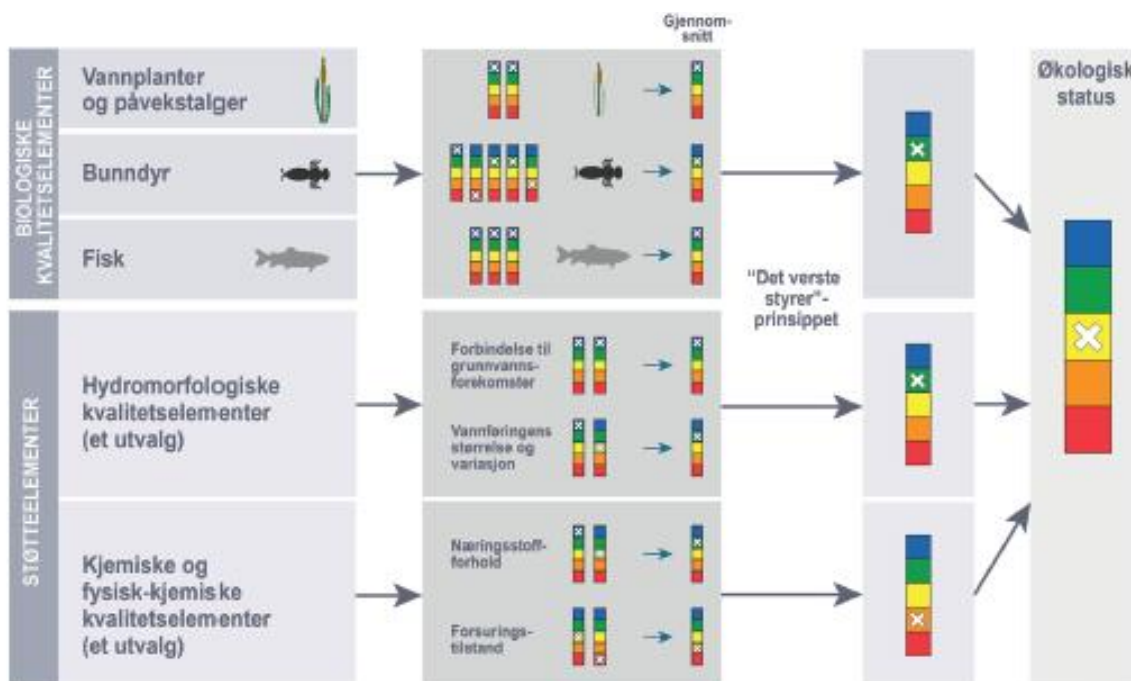 Gjennom-
snitt
BIOLOGISKE
KVALITETSELEMENTER
Vannplanter
og påvekstalger
Bunndyr
Fisk
"Det verste
styrer"-
prinsippet
Økologisk
status
STØTTEELEMENTER
Hydromorfologiske
kvalitetselementer
(et utvalg)
Forbindelse til
grunnvanns-
forekomster
Vannføringens
størrelse og
variasjon
Kjemiske og
fysisk-kjemiske
kvalitetselementer
(et utvalg)
Næringsstoff-
forhold
Forsurings-
tilstand